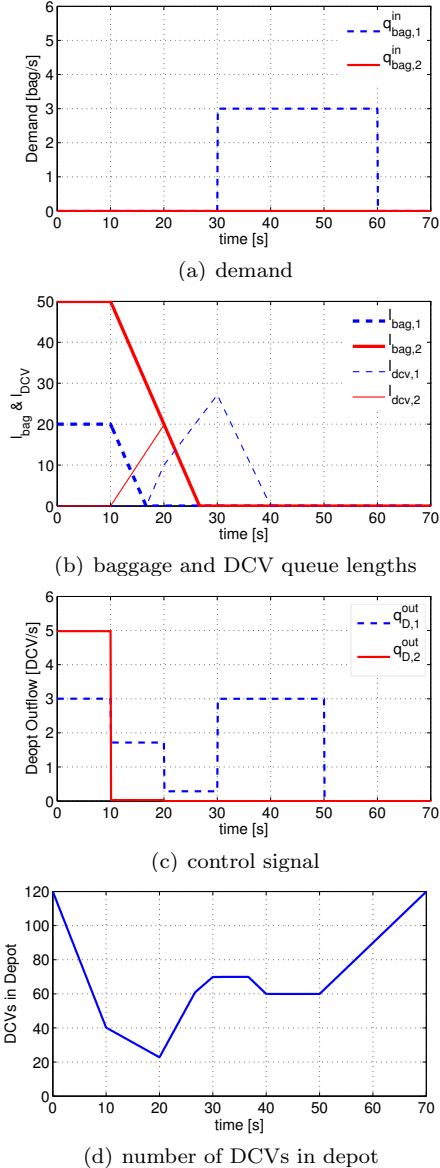 6
5
4
3
2
1
0
0 10 20 30 40 50 60 70
Demand [bag/s]
time [s]
q^in_bag,1
q^in_bag,2
(a) demand
50
40
30
20
10
0
0 10 20 30 40 50 60 70
l_bag & l_DCV
time [s]
l_bag,1
l_bag,2
l_dcv,1
l_dcv,2
(b) baggage and DCV queue lengths
6
5
4
3
2
1
0
0 10 20 30 40 50 60 70
Deopt Outflow [DCV/s]
time [s]
q^out_D,1
q^out_D,2
(c) control signal
120
100
80
60
40
20
0
0 10 20 30 40 50 60 70
DCVs in Depot
time [s]
(d) number of DCVs in depot